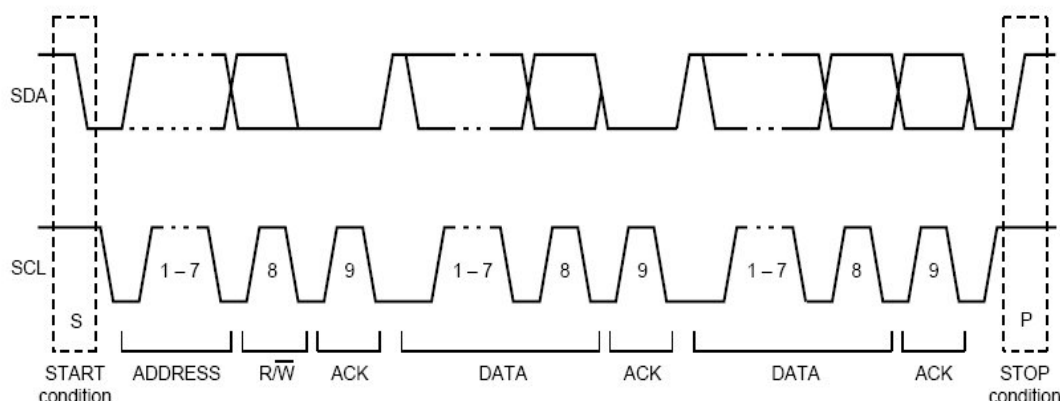 SDA
SCL
1 – 7
8
9
1 – 7
8
9
1 – 7
8
9
S
P
START
condition
ADDRESS
R/W̅
ACK
DATA
ACK
DATA
ACK
STOP
condition